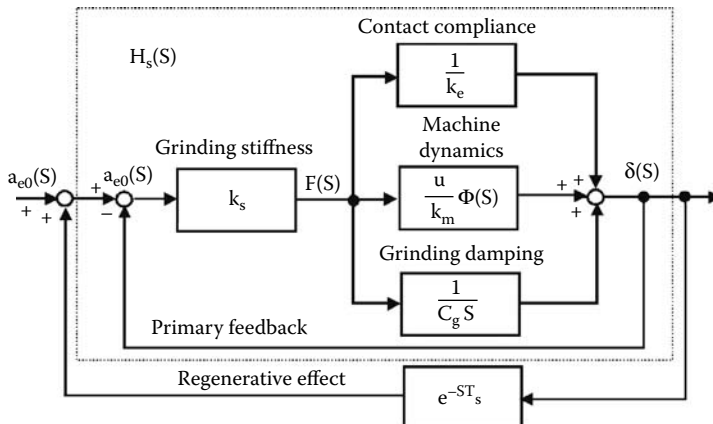 Contact compliance
H_s(S)
1
k_e
Machine
dynamics
Grinding stiffness
a_e0(S)
a_e0(S)
F(S)
δ(S)
+
+
+
−
k_s
u
k_m
Φ(S)
+
+
+
+
Grinding damping
1
C_g S
Primary feedback
Regenerative effect
e^–ST_s